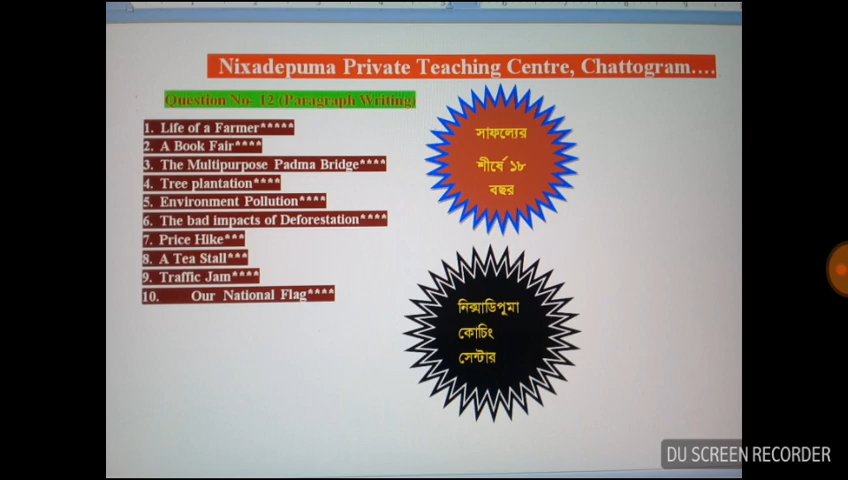 Nixadepuma Private Teaching Centre, Chattogram....
Question No- 12 (Paragraph Writing)
1. Life of a Farmer*****
2. A Book Fair****
3. The Multipurpose Padma Bridge****
4. Tree plantation****
5. Environment Pollution****
6. The bad impacts of Deforestation****
7. Price Hike***
8. A Tea Stall***
9. Traffic Jam****
10. Our National Flag****
সাফল্যের
শীর্ষে ১৮
বছর
নিক্সাডিপুমা
কোচিং
সেন্টার
DU SCREEN RECORDER